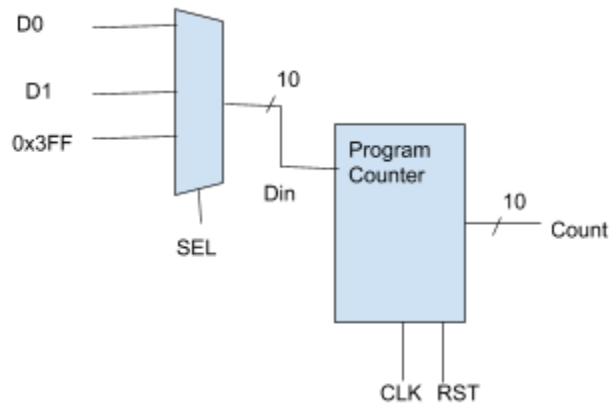 D0
D1
0x3FF
SEL
10
Din
Program
Counter
10
Count
CLK RST